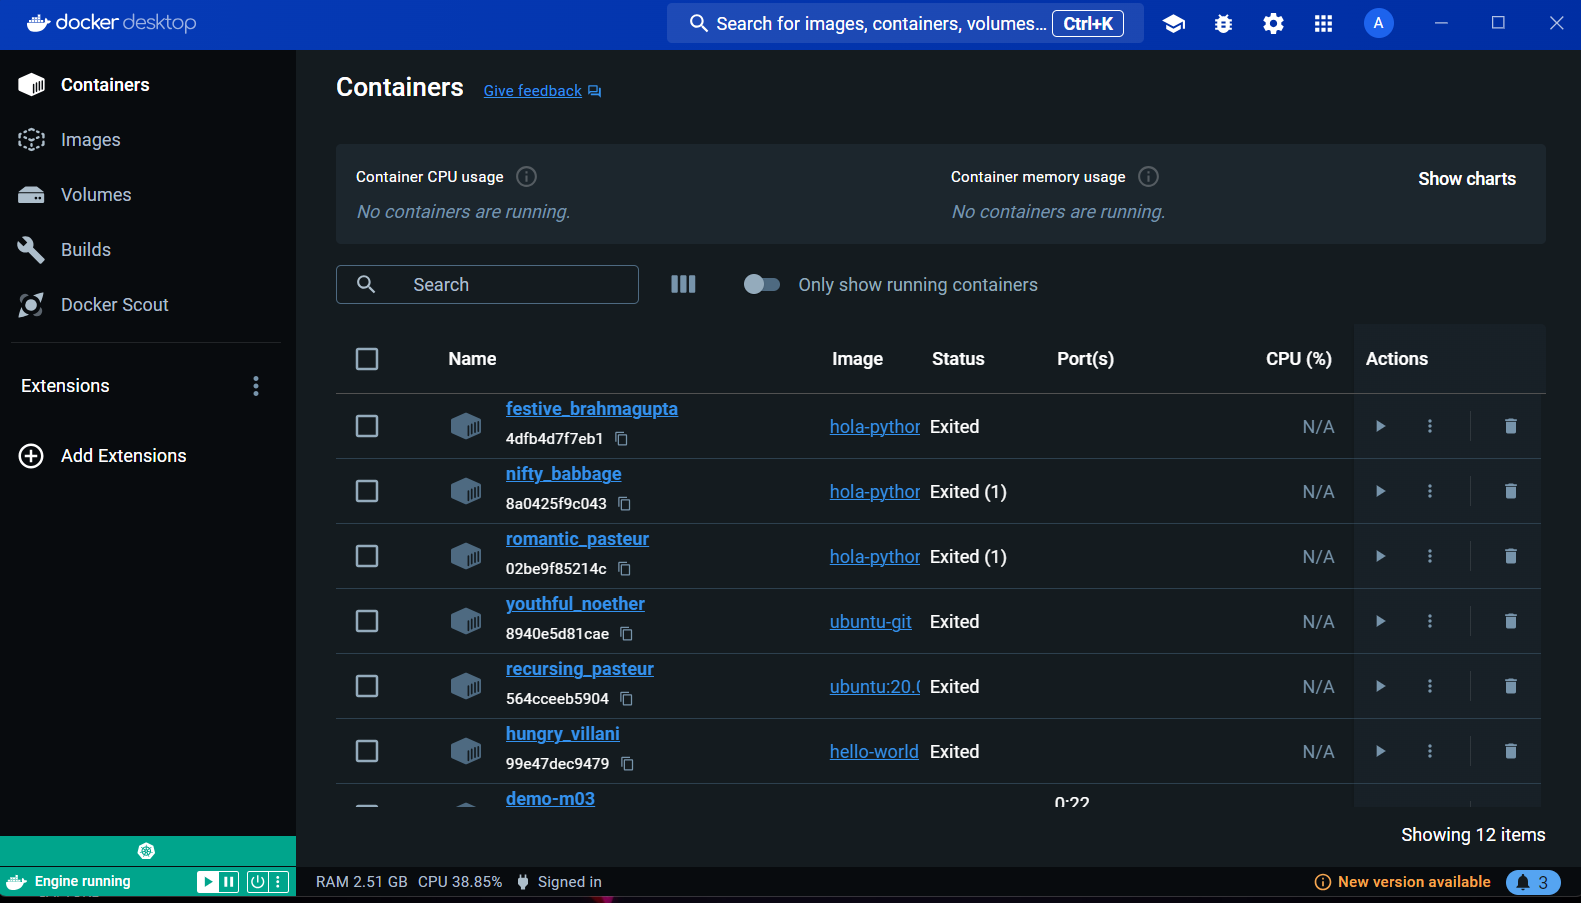 docker desktop
Search for images, containers, volumes... Ctrl+K
A
Containers
Images
Volumes
Builds
Docker Scout
Extensions
Add Extensions
Containers Give feedback
Container CPU usage
No containers are running.
Container memory usage
No containers are running.
Show charts
Search
Only show running containers
Name Image Status Port(s) CPU (%) Actions
festive_brahmagupta
4dfb4d7f7eb1
hola-python Exited N/A
nifty_babbage
8a0425f9c043
hola-python Exited (1) N/A
romantic_pasteur
02be9f85214c
hola-python Exited (1) N/A
youthful_noether
8940e5d81cae
ubuntu-git Exited N/A
recursing_pasteur
564cceeb5904
ubuntu:20.0 Exited N/A
hungry_villani
99e47dec9479
hello-world Exited N/A
demo-m03
0:22
Showing 12 items
Engine running
RAM 2.51 GB CPU 38.85% Signed in
New version available
3